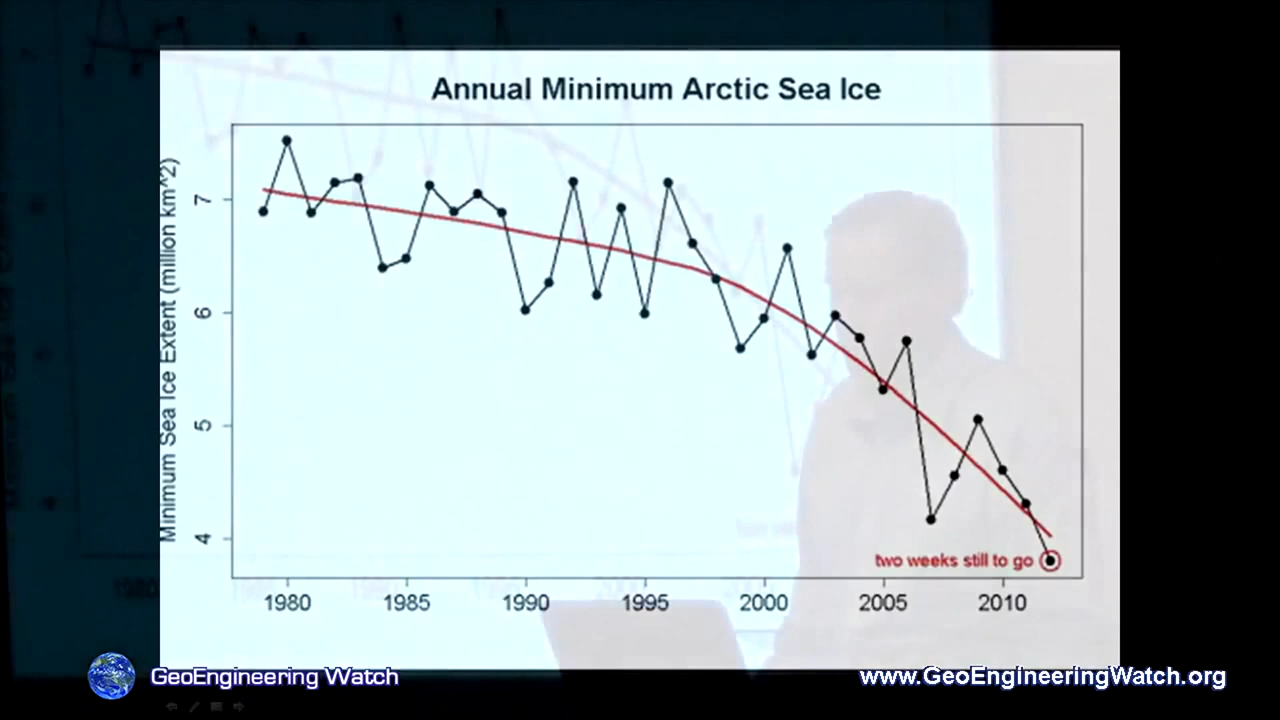 Annual Minimum Arctic Sea Ice
Minimum Sea Ice Extent (million km^2)
7
6
5
4
two weeks still to go
1980 1985 1990 1995 2000 2005 2010
1980
GeoEngineering Watch
www.GeoEngineeringWatch.org